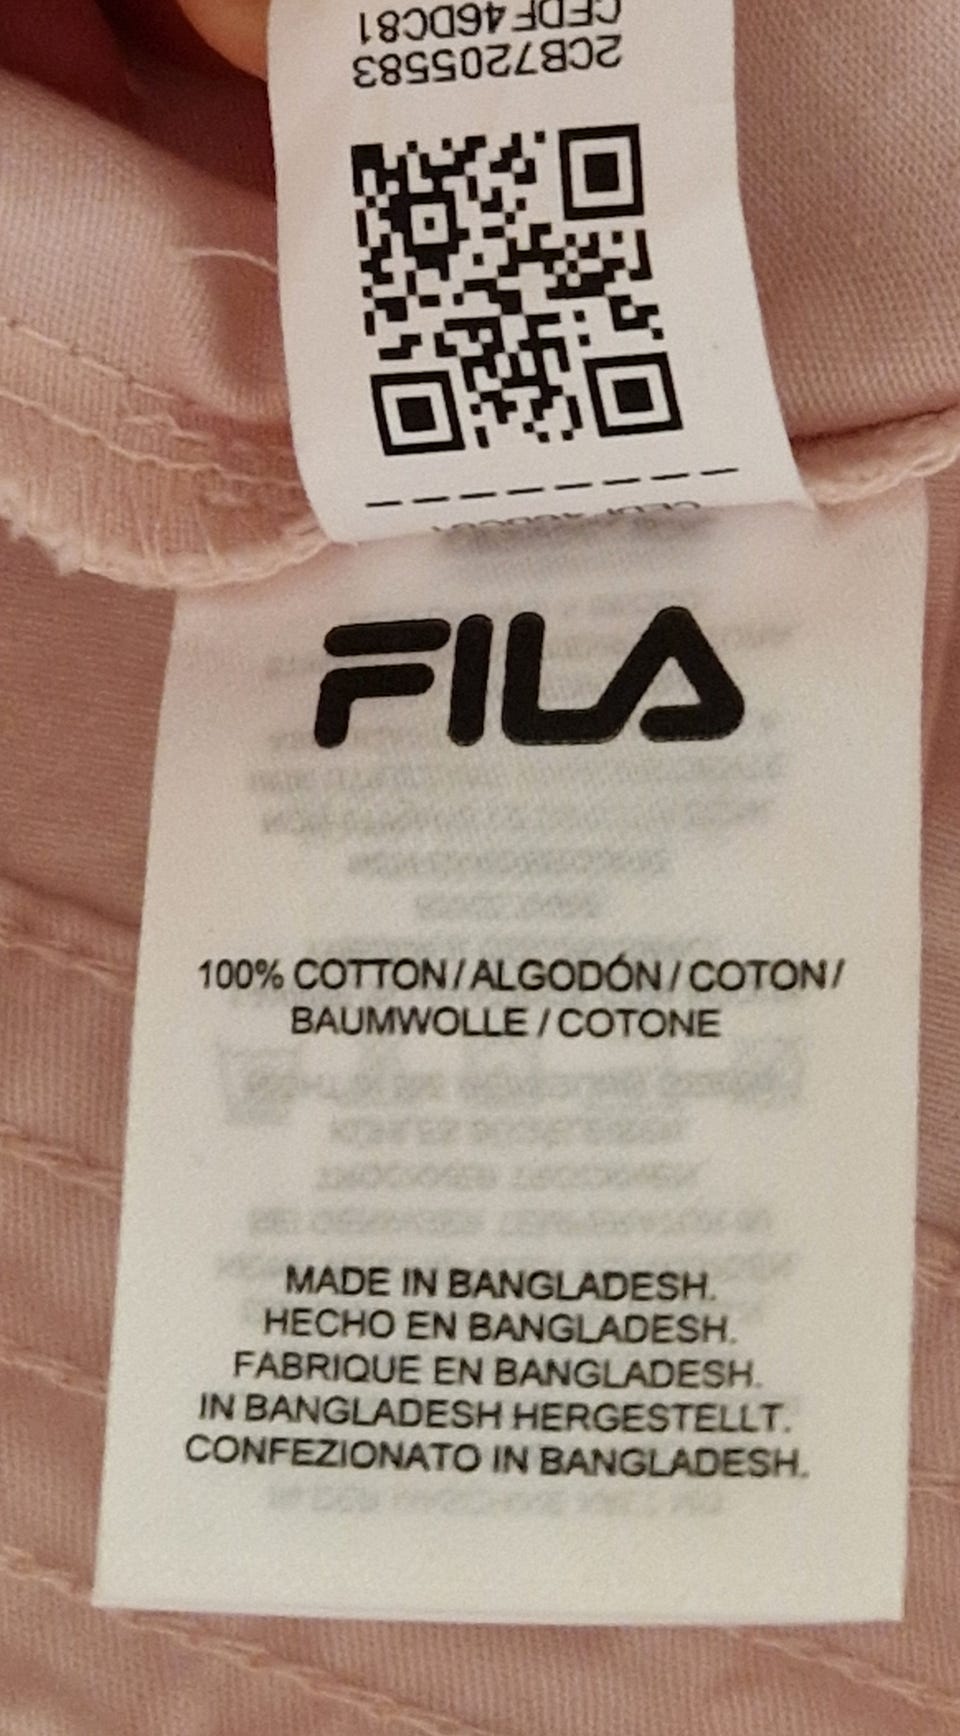 2CB7205583
CEDF46DC81
FILA
100% COTTON / ALGODÓN / COTON /
BAUMWOLLE / COTONE
MADE IN BANGLADESH.
HECHO EN BANGLADESH.
FABRIQUE EN BANGLADESH.
IN BANGLADESH HERGESTELLT.
CONFEZIONATO IN BANGLADESH.